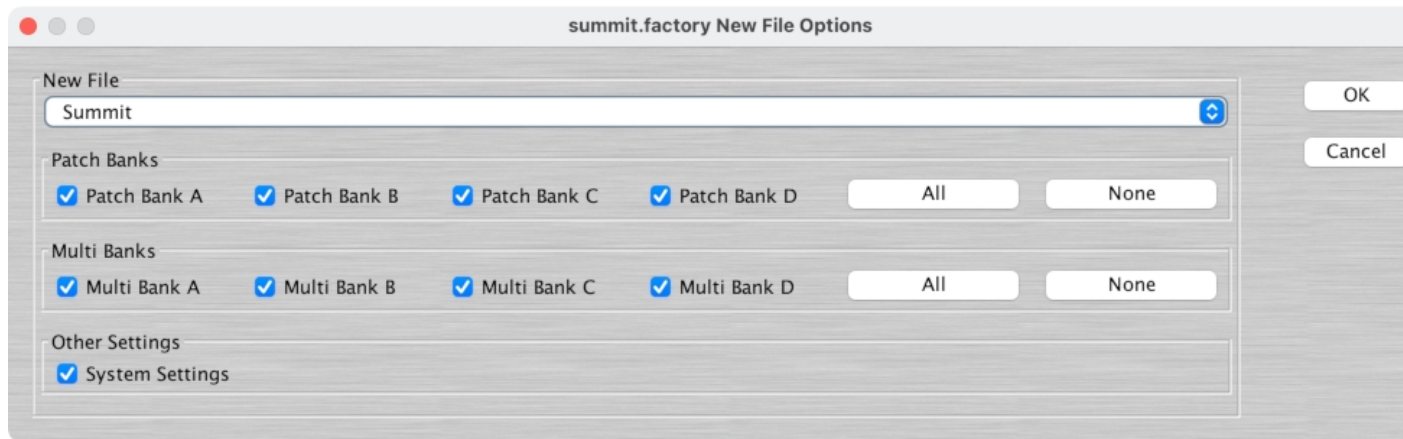 summit.factory New File Options
New File
Summit
OK
Cancel
Patch Banks
Patch Bank A Patch Bank B Patch Bank C Patch Bank D All None
Multi Banks
Multi Bank A Multi Bank B Multi Bank C Multi Bank D All None
Other Settings
System Settings